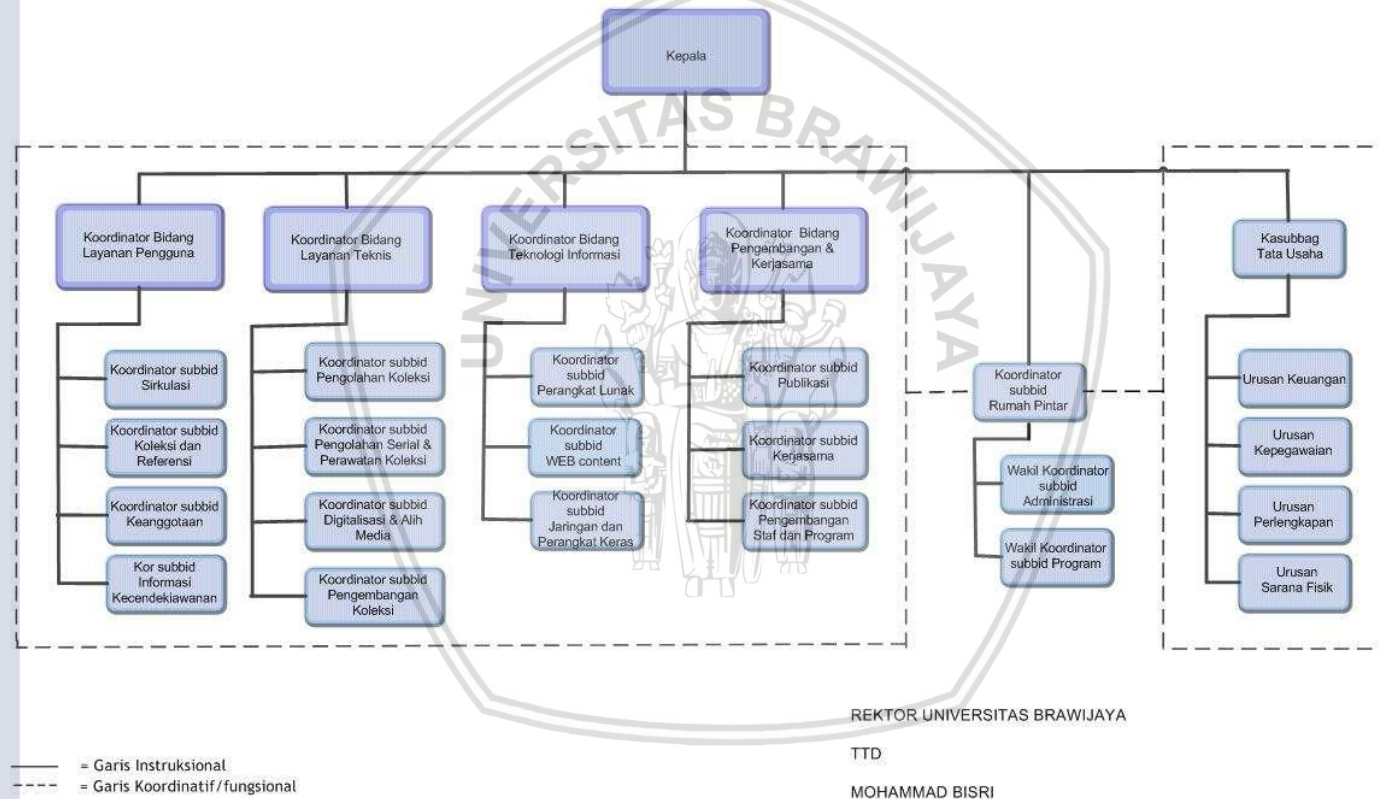 Kepala
UNIVERSITAS BRAWIJAYA
Koordinator Bidang
Layanan Pengguna
Koordinator subbid
Sirkulasi
Koordinator subbid
Koleksi dan
Referensi
Koordinator subbid
Keanggotaan
Kor subbid
Informasi
Kecendekiawanan
Koordinator Bidang
Layanan Teknis
Koordinator subbid
Pengolahan Koleksi
Koordinator subbid
Pengolahan Serial &
Perawatan Koleksi
Koordinator subbid
Digitalisasi & Alih
Media
Koordinator subbid
Pengembangan
Koleksi
Koordinator Bidang
Teknologi Informasi
Koordinator
subbid
Perangkat Lunak
Koordinator
subbid
WEB content
Koordinator
subbid
Jaringan dan
Perangkat Keras
Koordinator Bidang
Pengembangan &
Kerjasama
Koordinator subbid
Publikasi
Koordinator subbid
Kerjasama
Koordinator subbid
Pengembangan
Staf dan Program
Koordinator
subbid
Rumah Pintar
Wakil Koordinator
subbid
Administrasi
Wakil Koordinator
subbid Program
Kasubbag
Tata Usaha
Urusan Keuangan
Urusan
Kepegawaian
Urusan
Perlengkapan
Urusan
Sarana Fisik
REKTOR UNIVERSITAS BRAWIJAYA
TTD
MOHAMMAD BISRI
= Garis Instruksional
= Garis Koordinatif/fungsional